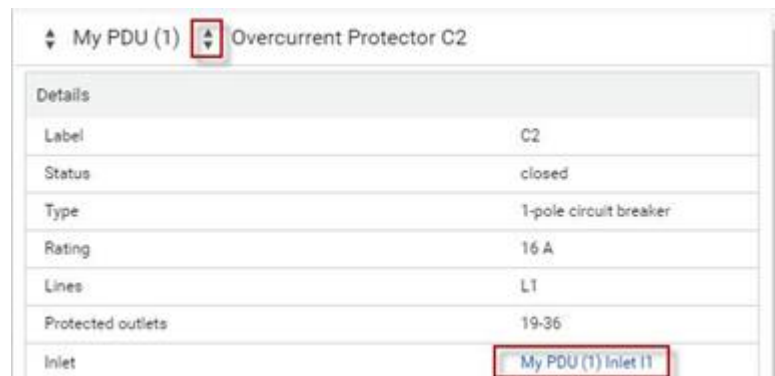 My PDU (1) Overcurrent Protector C2
Details
Label C2
Status closed
Type 1-pole circuit breaker
Rating 16 A
Lines L1
Protected outlets 19-36
Inlet My PDU (1) Inlet I1